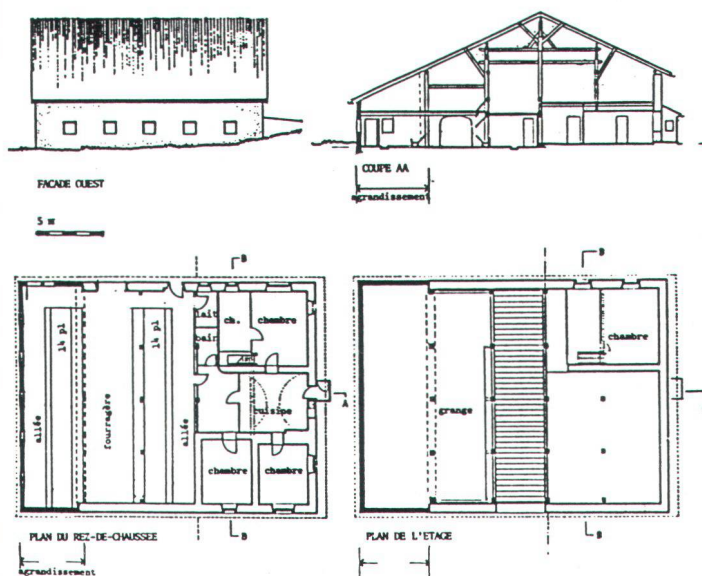 FACADE OUEST
COUPE AA
agrandissement
5 m
B
lait
ch.
chambre
bain
14 pl
14 pl
allée
fourragère
allée
cuisine
A
chambre
chambre
B
PLAN DU REZ-DE-CHAUSSEE
agrandissement
B
chambre
grange
B
PLAN DE L'ETAGE